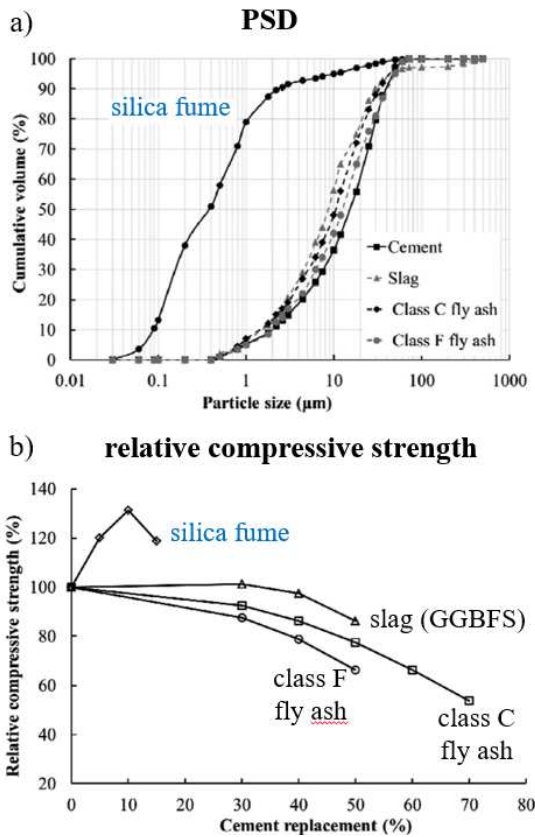 a) PSD
100
90
80
70
60
50
40
30
20
10
0
Cumulative volume (%)
silica fume
Cement
Slag
Class C fly ash
Class F fly ash
0.01 0.1 1 10 100 1000
Particle size (µm)
b) relative compressive strength
140
120
100
80
60
40
20
Relative compressive strength (%)
silica fume
slag (GGBFS)
class F
fly ash
class C
fly ash
0 10 20 30 40 50 60 70 80
Cement replacement (%)